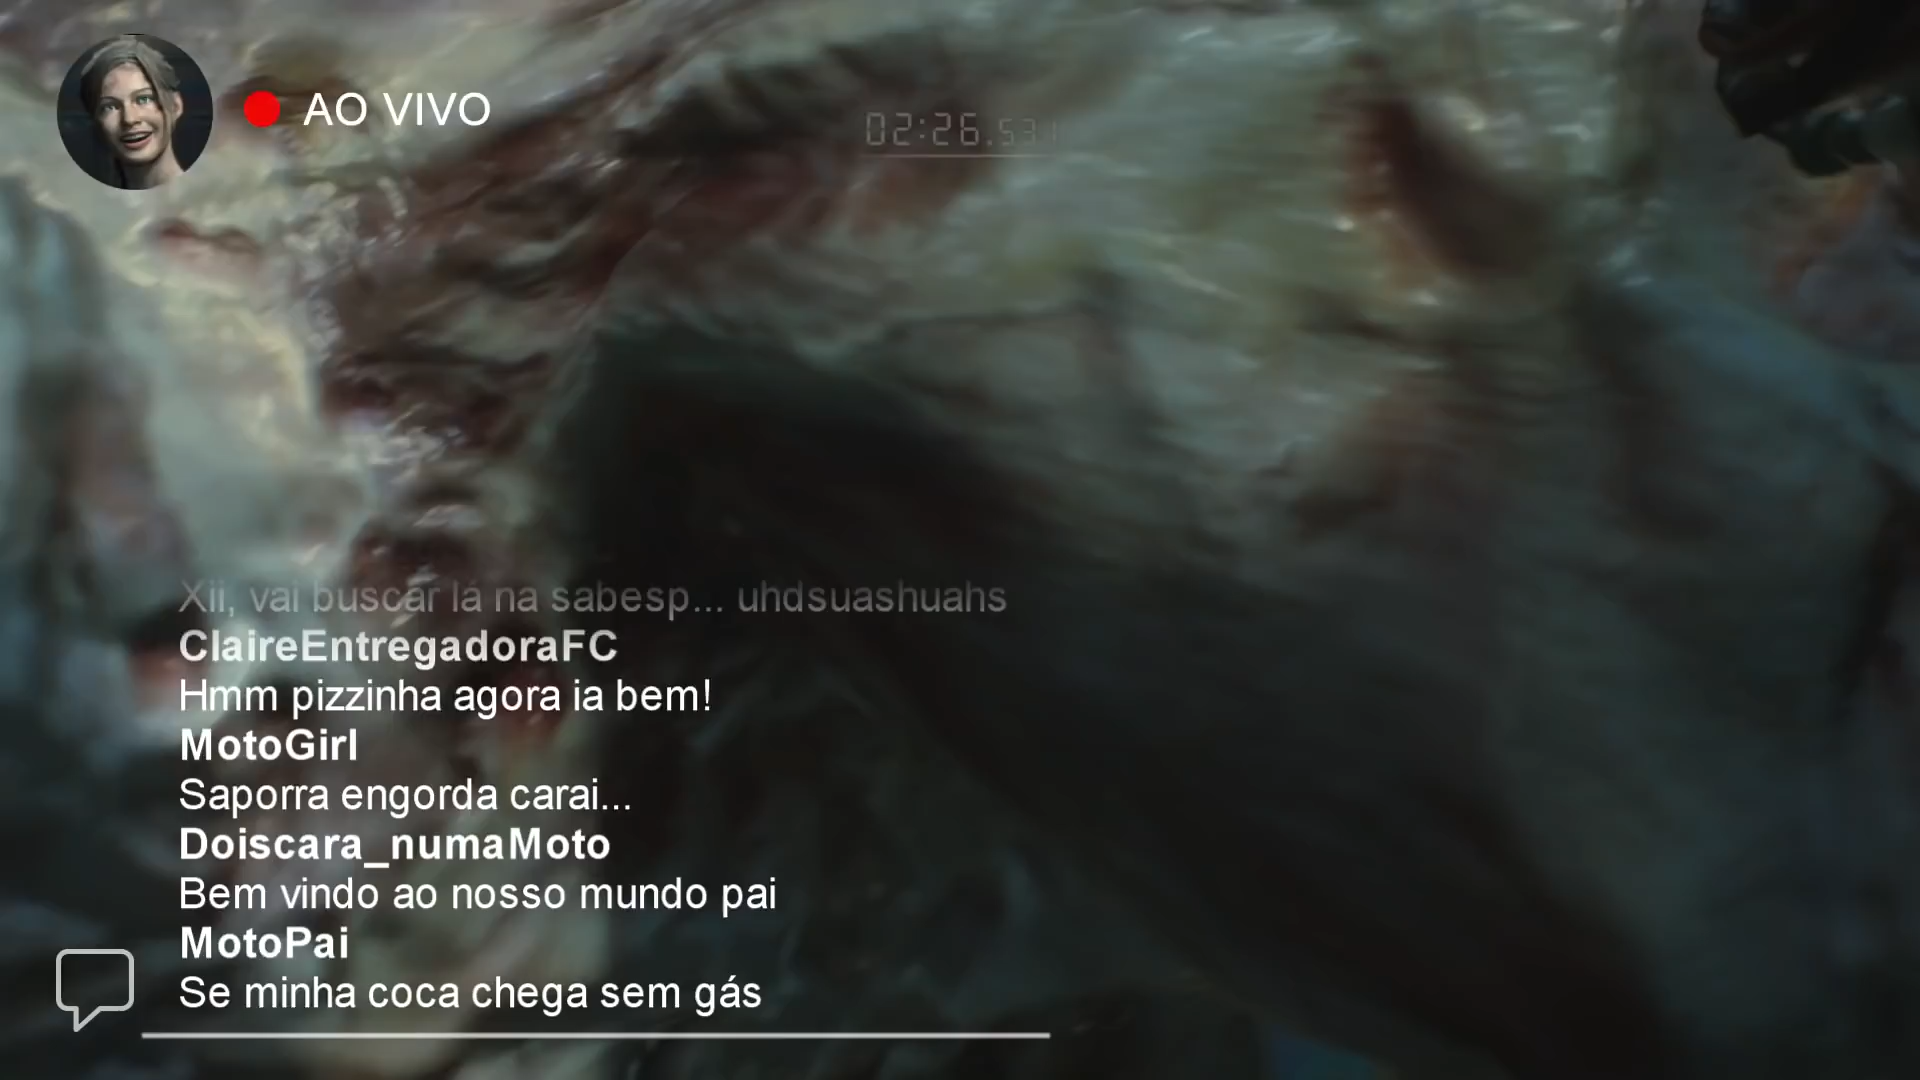 AO VIVO
02:26.531
Xii, vai buscar lá na sabesp... uhdsuashuahs
ClaireEntregadoraFC
Hmm pizzinha agora ia bem!
MotoGirl
Saporra engorda carai...
Doiscara_numaMoto
Bem vindo ao nosso mundo pai
MotoPai
Se minha coca chega sem gás